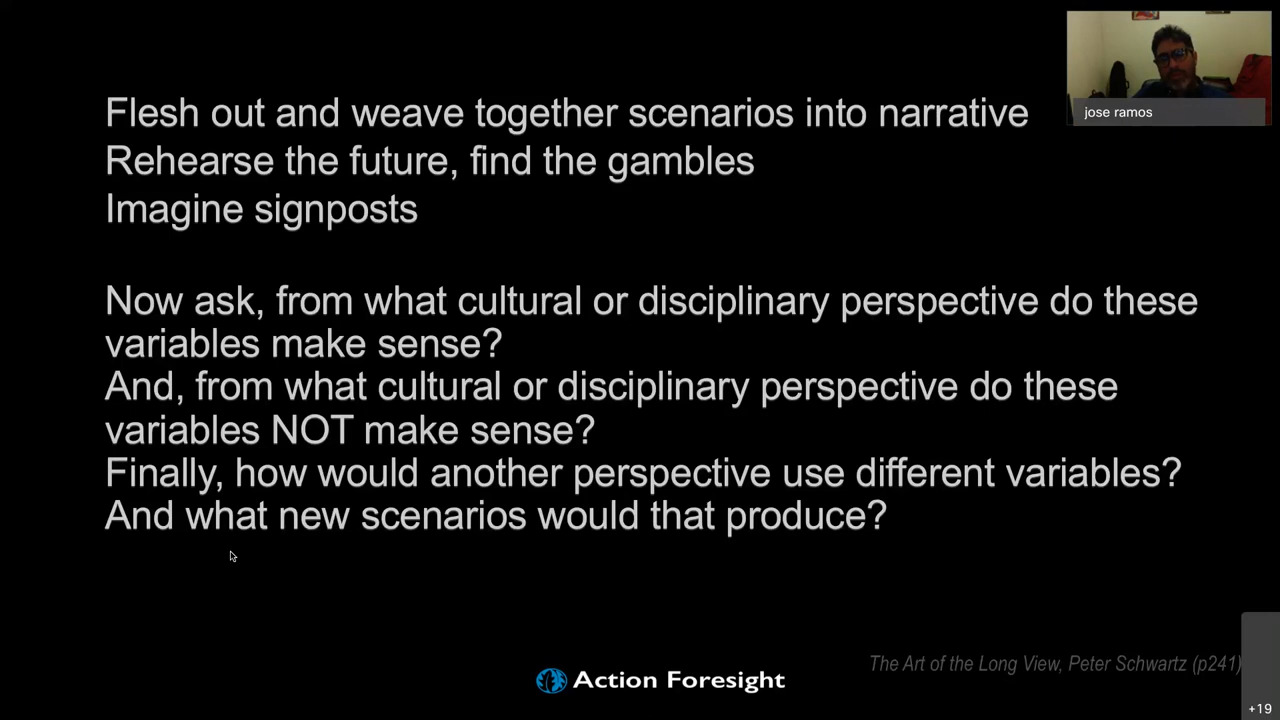 jose ramos
Flesh out and weave together scenarios into narrative
Rehearse the future, find the gambles
Imagine signposts
Now ask, from what cultural or disciplinary perspective do these
variables make sense?
And, from what cultural or disciplinary perspective do these
variables NOT make sense?
Finally, how would another perspective use different variables?
And what new scenarios would that produce?
The Art of the Long View, Peter Schwartz (p241)
Action Foresight
+19